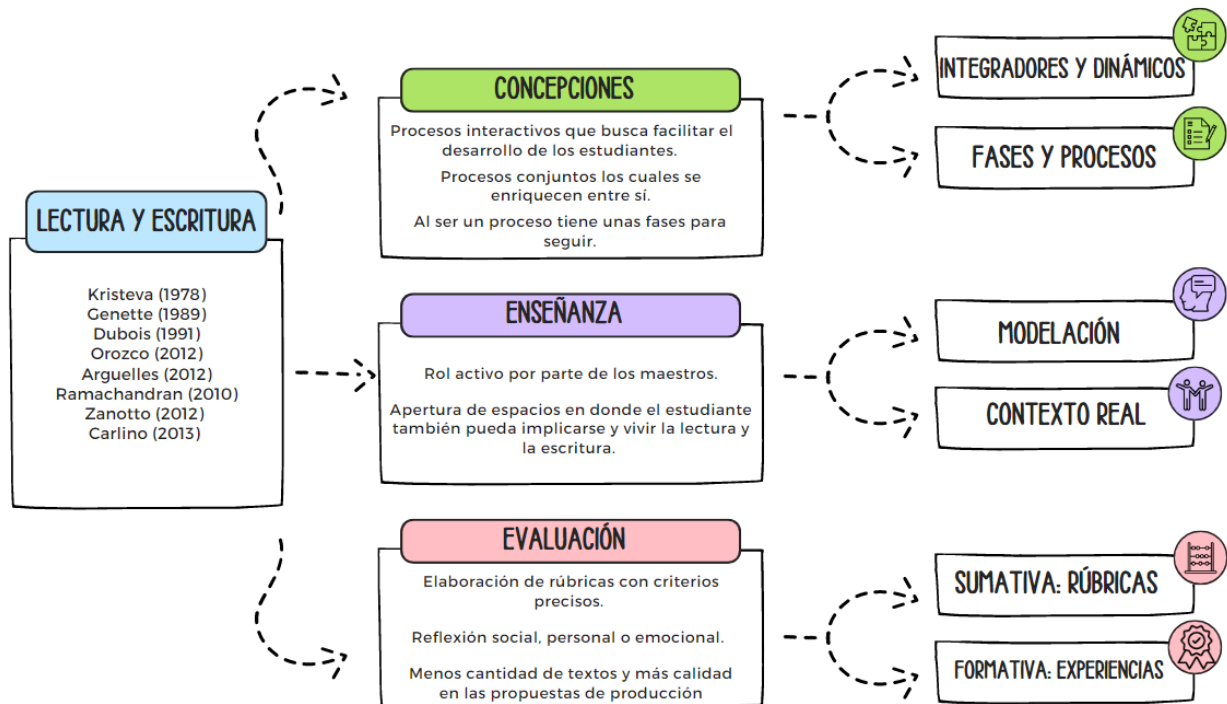 LECTURA Y ESCRITURA
Kristeva (1978)
Genette (1989)
Dubois (1991)
Orozco (2012)
Arguelles (2012)
Ramachandran (2010)
Zanotto (2012)
Carlino (2013)
CONCEPCIONES
Procesos interactivos que busca facilitar el
desarrollo de los estudiantes.
Procesos conjuntos los cuales se
enriquecen entre sí.
Al ser un proceso tiene unas fases para
seguir.
INTEGRADORES Y DINÁMICOS
FASES Y PROCESOS
ENSEÑANZA
Rol activo por parte de los maestros.
Apertura de espacios en donde el estudiante
también pueda implicarse y vivir la lectura y
la escritura.
MODELACIÓN
CONTEXTO REAL
EVALUACIÓN
Elaboración de rúbricas con criterios
precisos.
Reflexión social, personal o emocional.
Menos cantidad de textos y más calidad
en las propuestas de producción
SUMATIVA: RÚBRICAS
FORMATIVA: EXPERIENCIAS